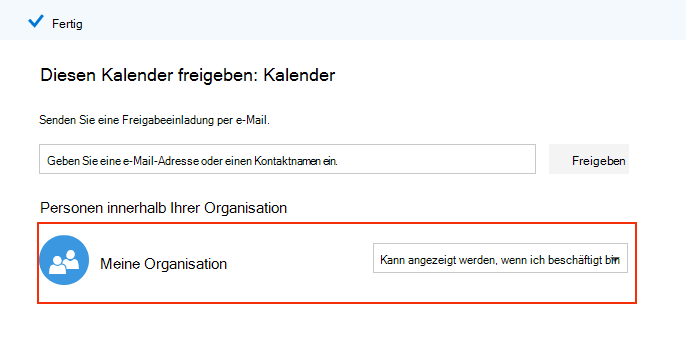 Fertig
Diesen Kalender freigeben: Kalender
Senden Sie eine Freigabeeinladung per e-Mail.
Geben Sie eine e-Mail-Adresse oder einen Kontaktnamen ein.
Freigeben
Personen innerhalb Ihrer Organisation
Meine Organisation
Kann angezeigt werden, wenn ich beschäftigt bin